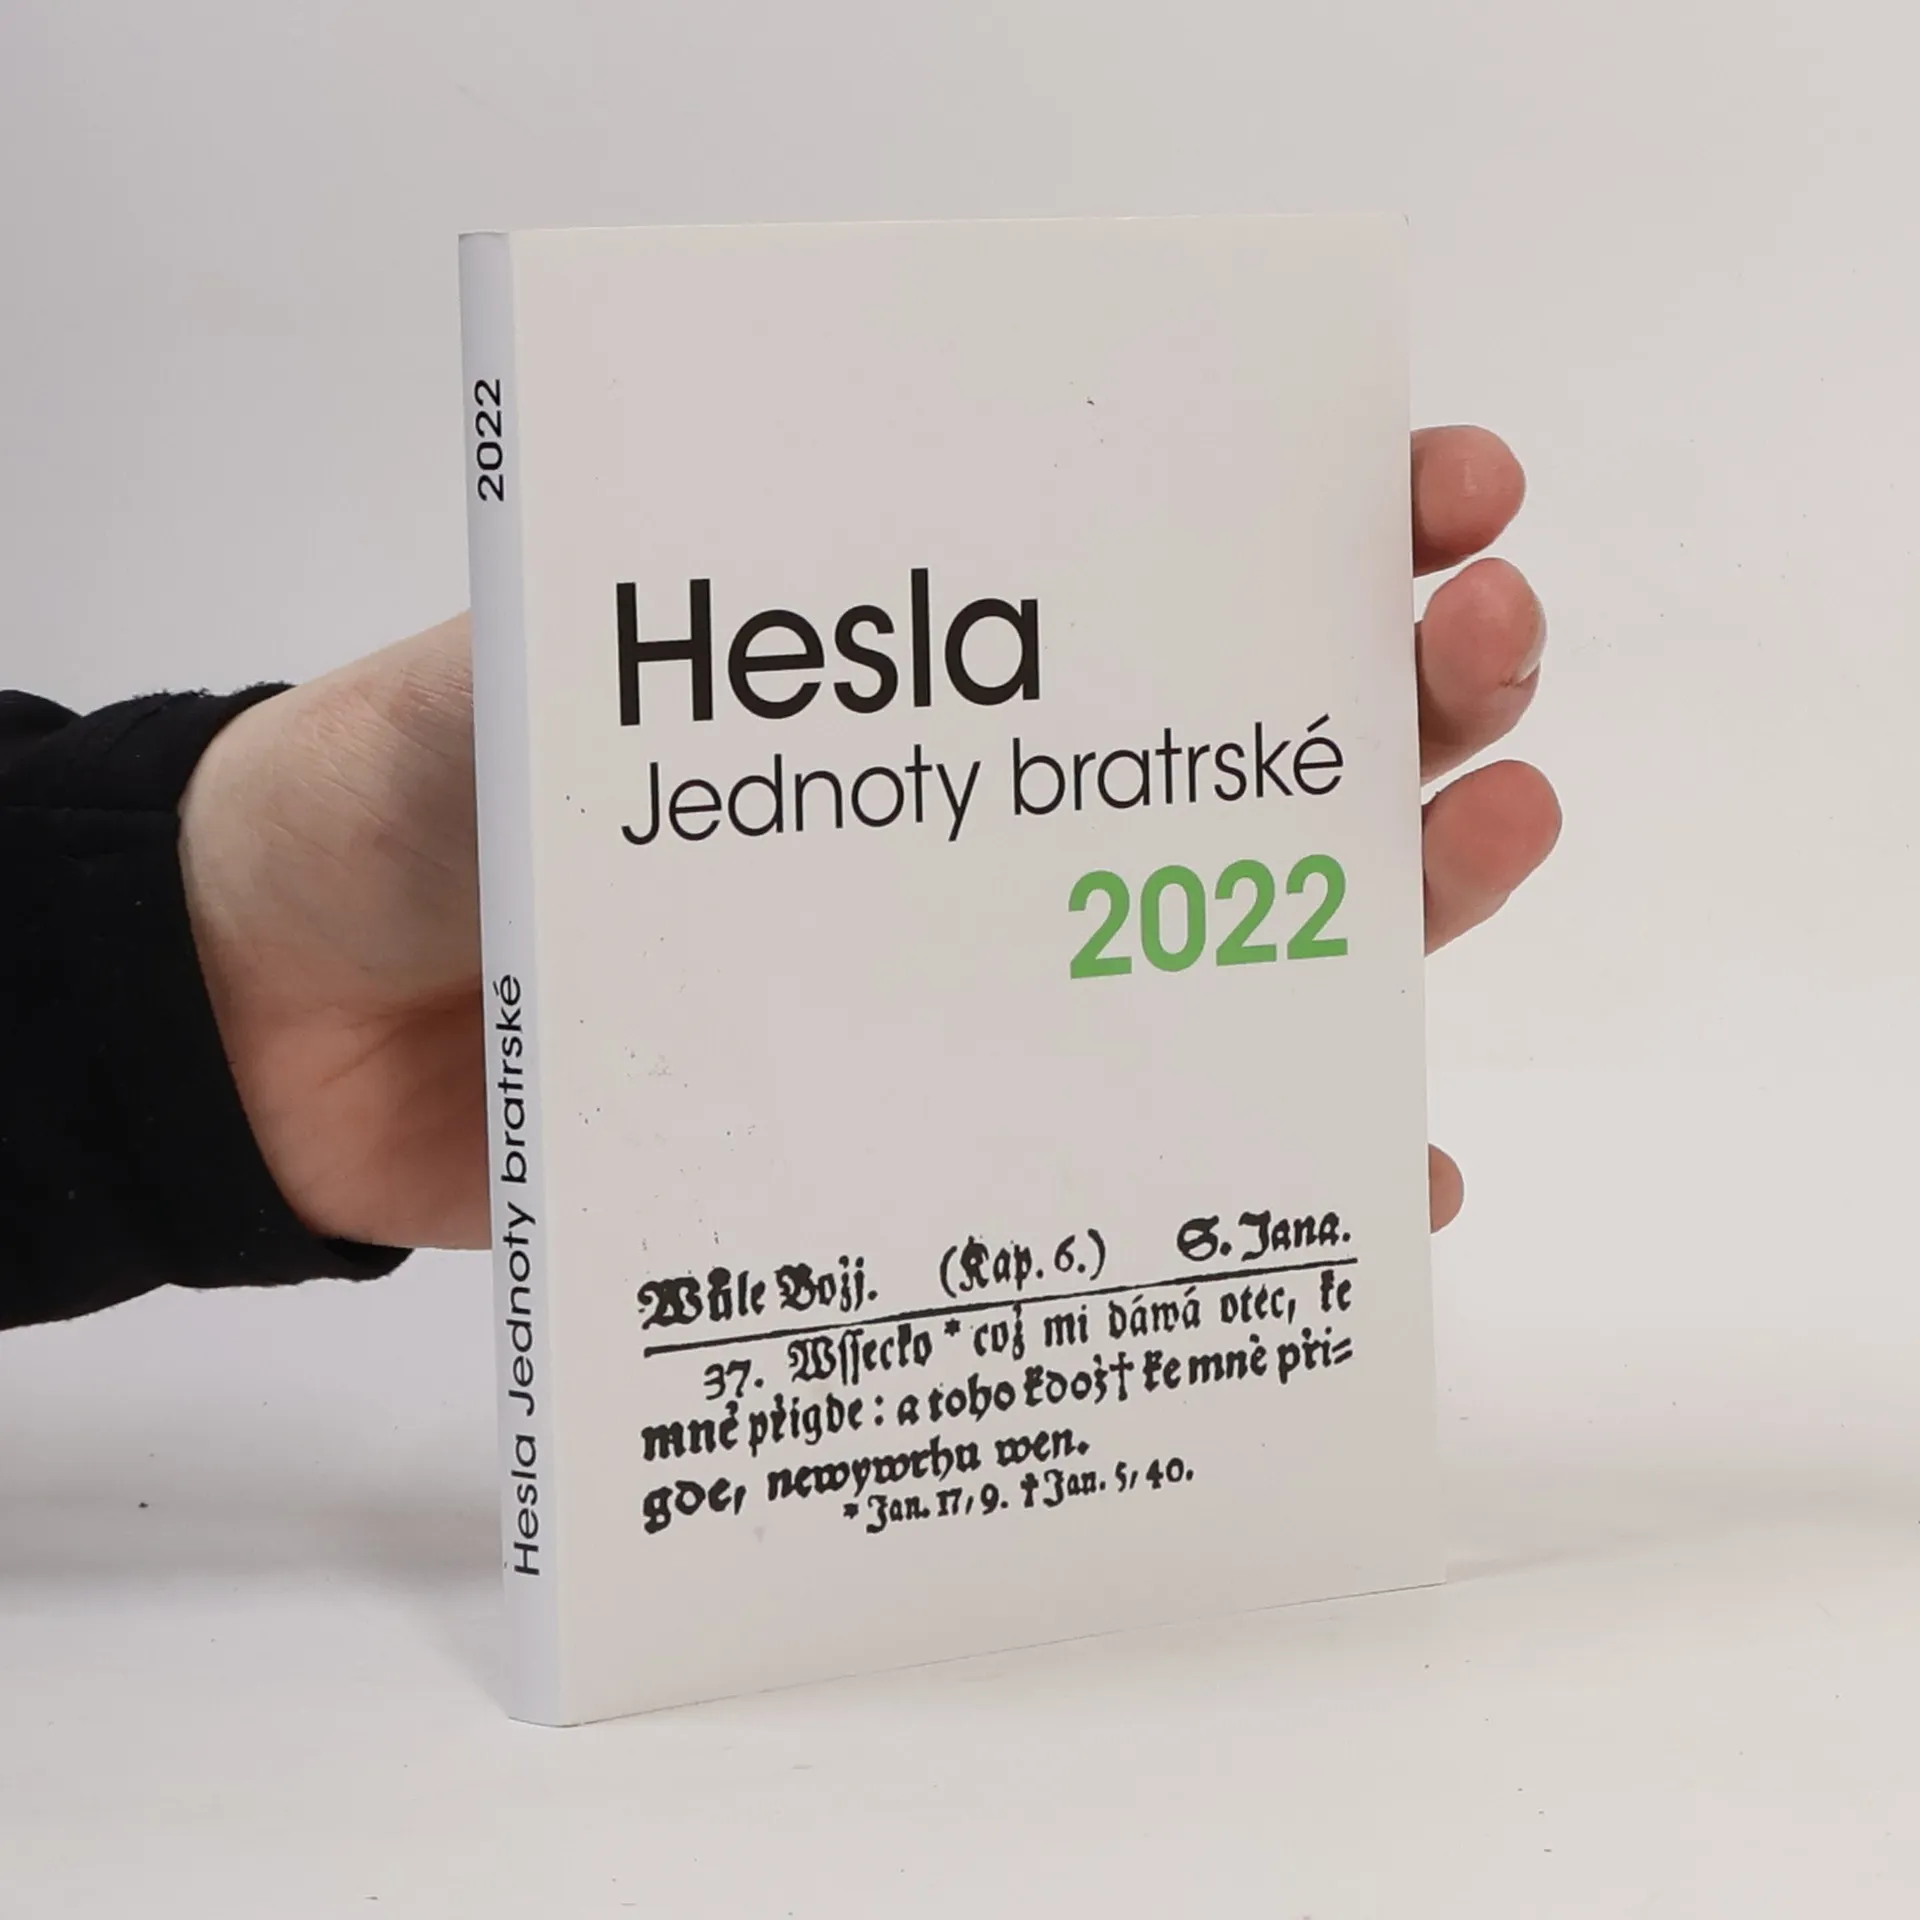 2022
Hesla Jednoty bratrské
Hesla
Jednoty bratrské
2022
Wůle Božj. (Kap. 6.) S. Jana.
37. Wſſecko * což mi dáwá otec, ke
mně přigde: a toho kdož † ke mně při=
gde, newywrhu wen.
* Jan. 17, 9. † Jan. 5, 40.